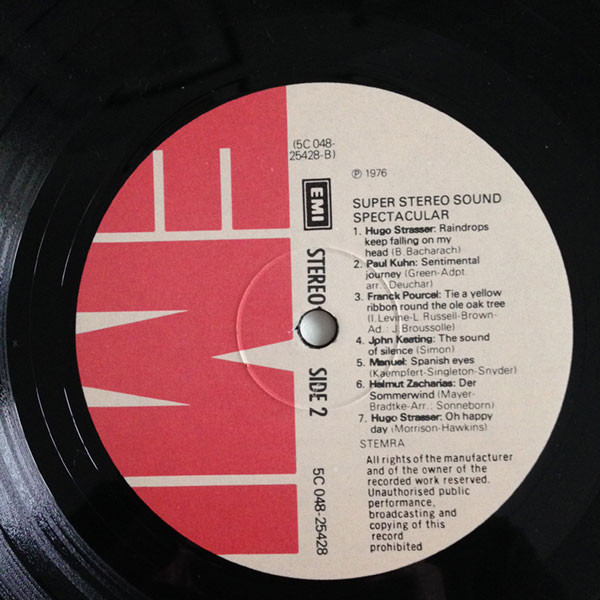 (5C 048-
25428-B)
EMI
STEREO
SIDE 2
5C 048-25428
℗ 1976
SUPER STEREO SOUND
SPECTACULAR
1. Hugo Strasser: Raindrops
keep falling on my
head (B. Bacharach)
2. Paul Kuhn: Sentimental
journey (Green-Adpt.
arr.: Deuchar)
3. Franck Pourcel: Tie a yellow
ribbon round the ole oak tree
(I. Levine-L. Russell-Brown-
Ad.: J. Broussolle)
4. John Keating: The sound
of silence (Simon)
5. Manuel: Spanish eyes
(Kaempfert-Singleton-Snyder)
6. Helmut Zacharias: Der
Sommerwind (Mayer-
Bradtke-Arr.: Sonneborn)
7. Hugo Strasser: Oh happy
day (Morrison-Hawkins)
STEMRA
All rights of the manufacturer
and of the owner of the
recorded work reserved.
Unauthorised public
performance,
broadcasting and
copying of this
record
prohibited
EMI